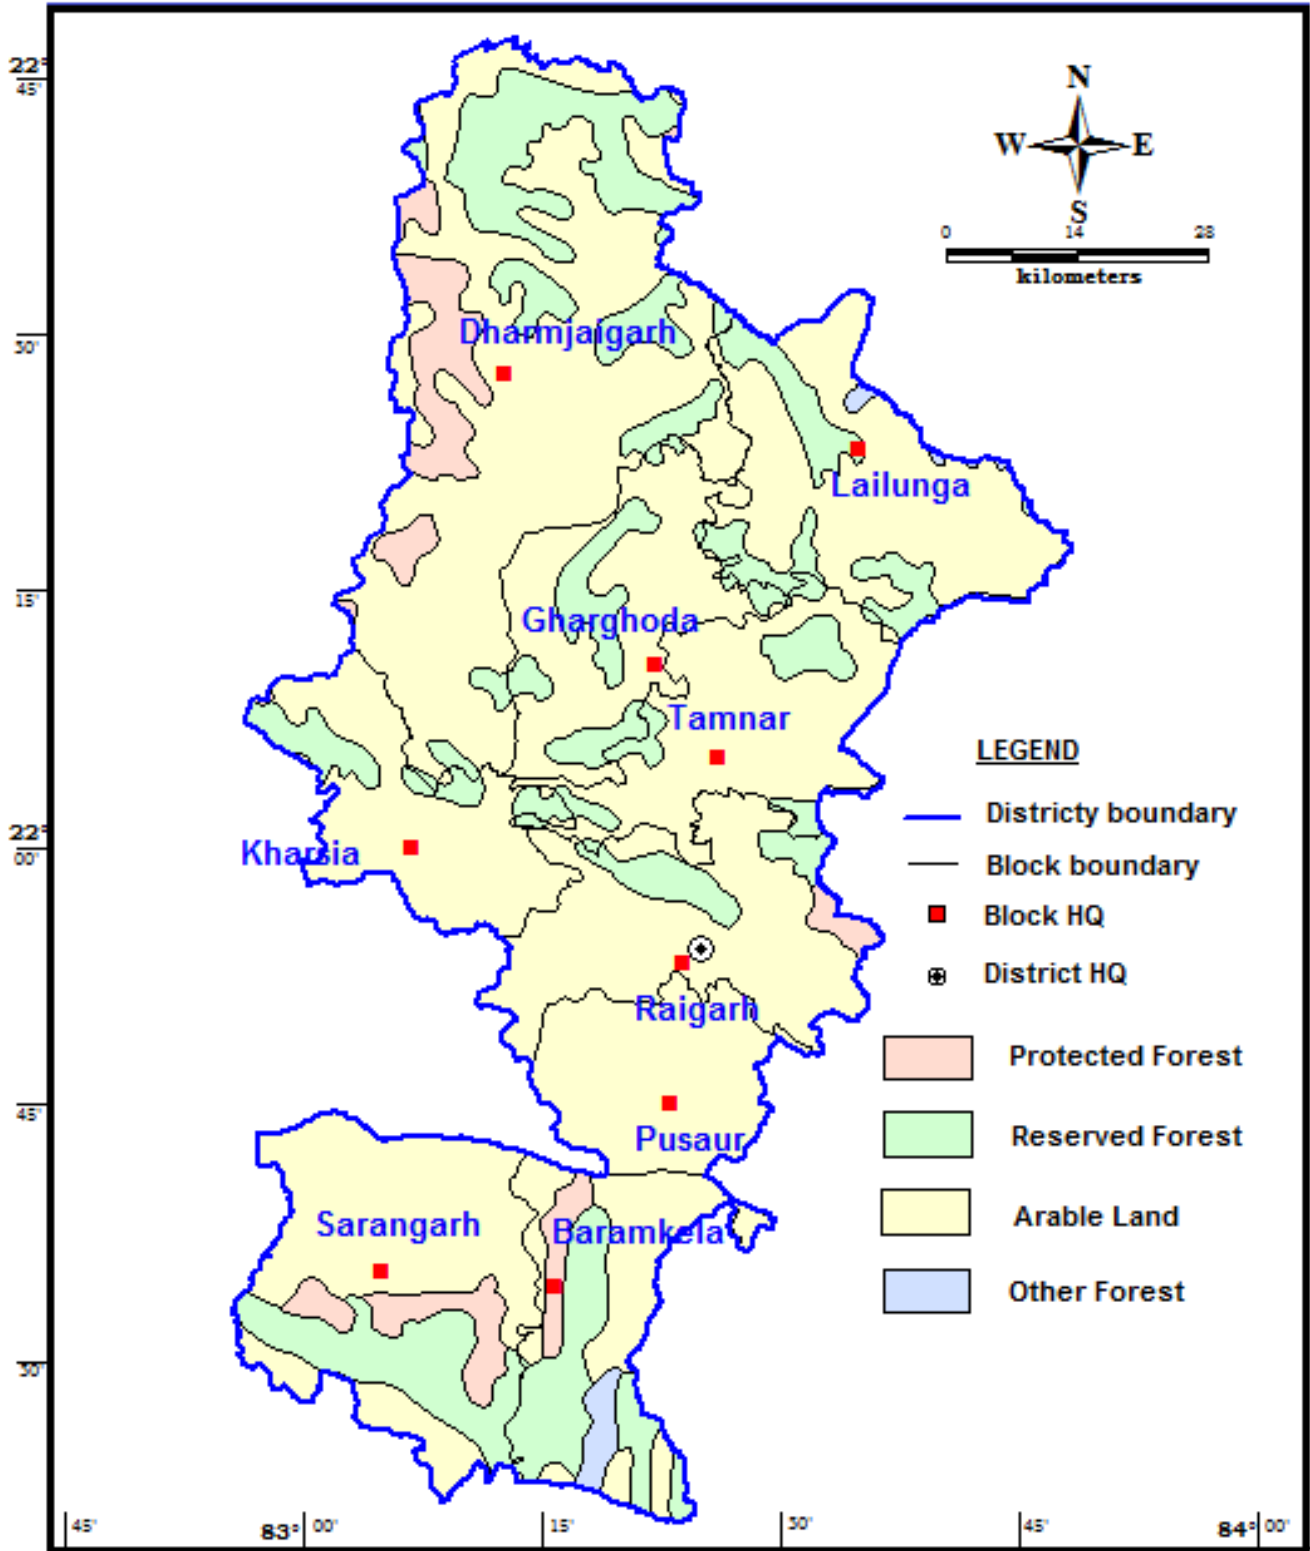 22°
45'
N
W E
S
0 14 28
kilometers
30'
Dharmjaigarh
Lailunga
15'
Gharghoda
Tamnar
LEGEND
Districty boundary
22°
00'
Kharsia
Block boundary
Block HQ
District HQ
Raigarh
Protected Forest
45'
Pusaur
Reserved Forest
Sarangarh
Baramkela
Arable Land
Other Forest
30'
45' 83° 00' 15' 30' 45' 84° 00'